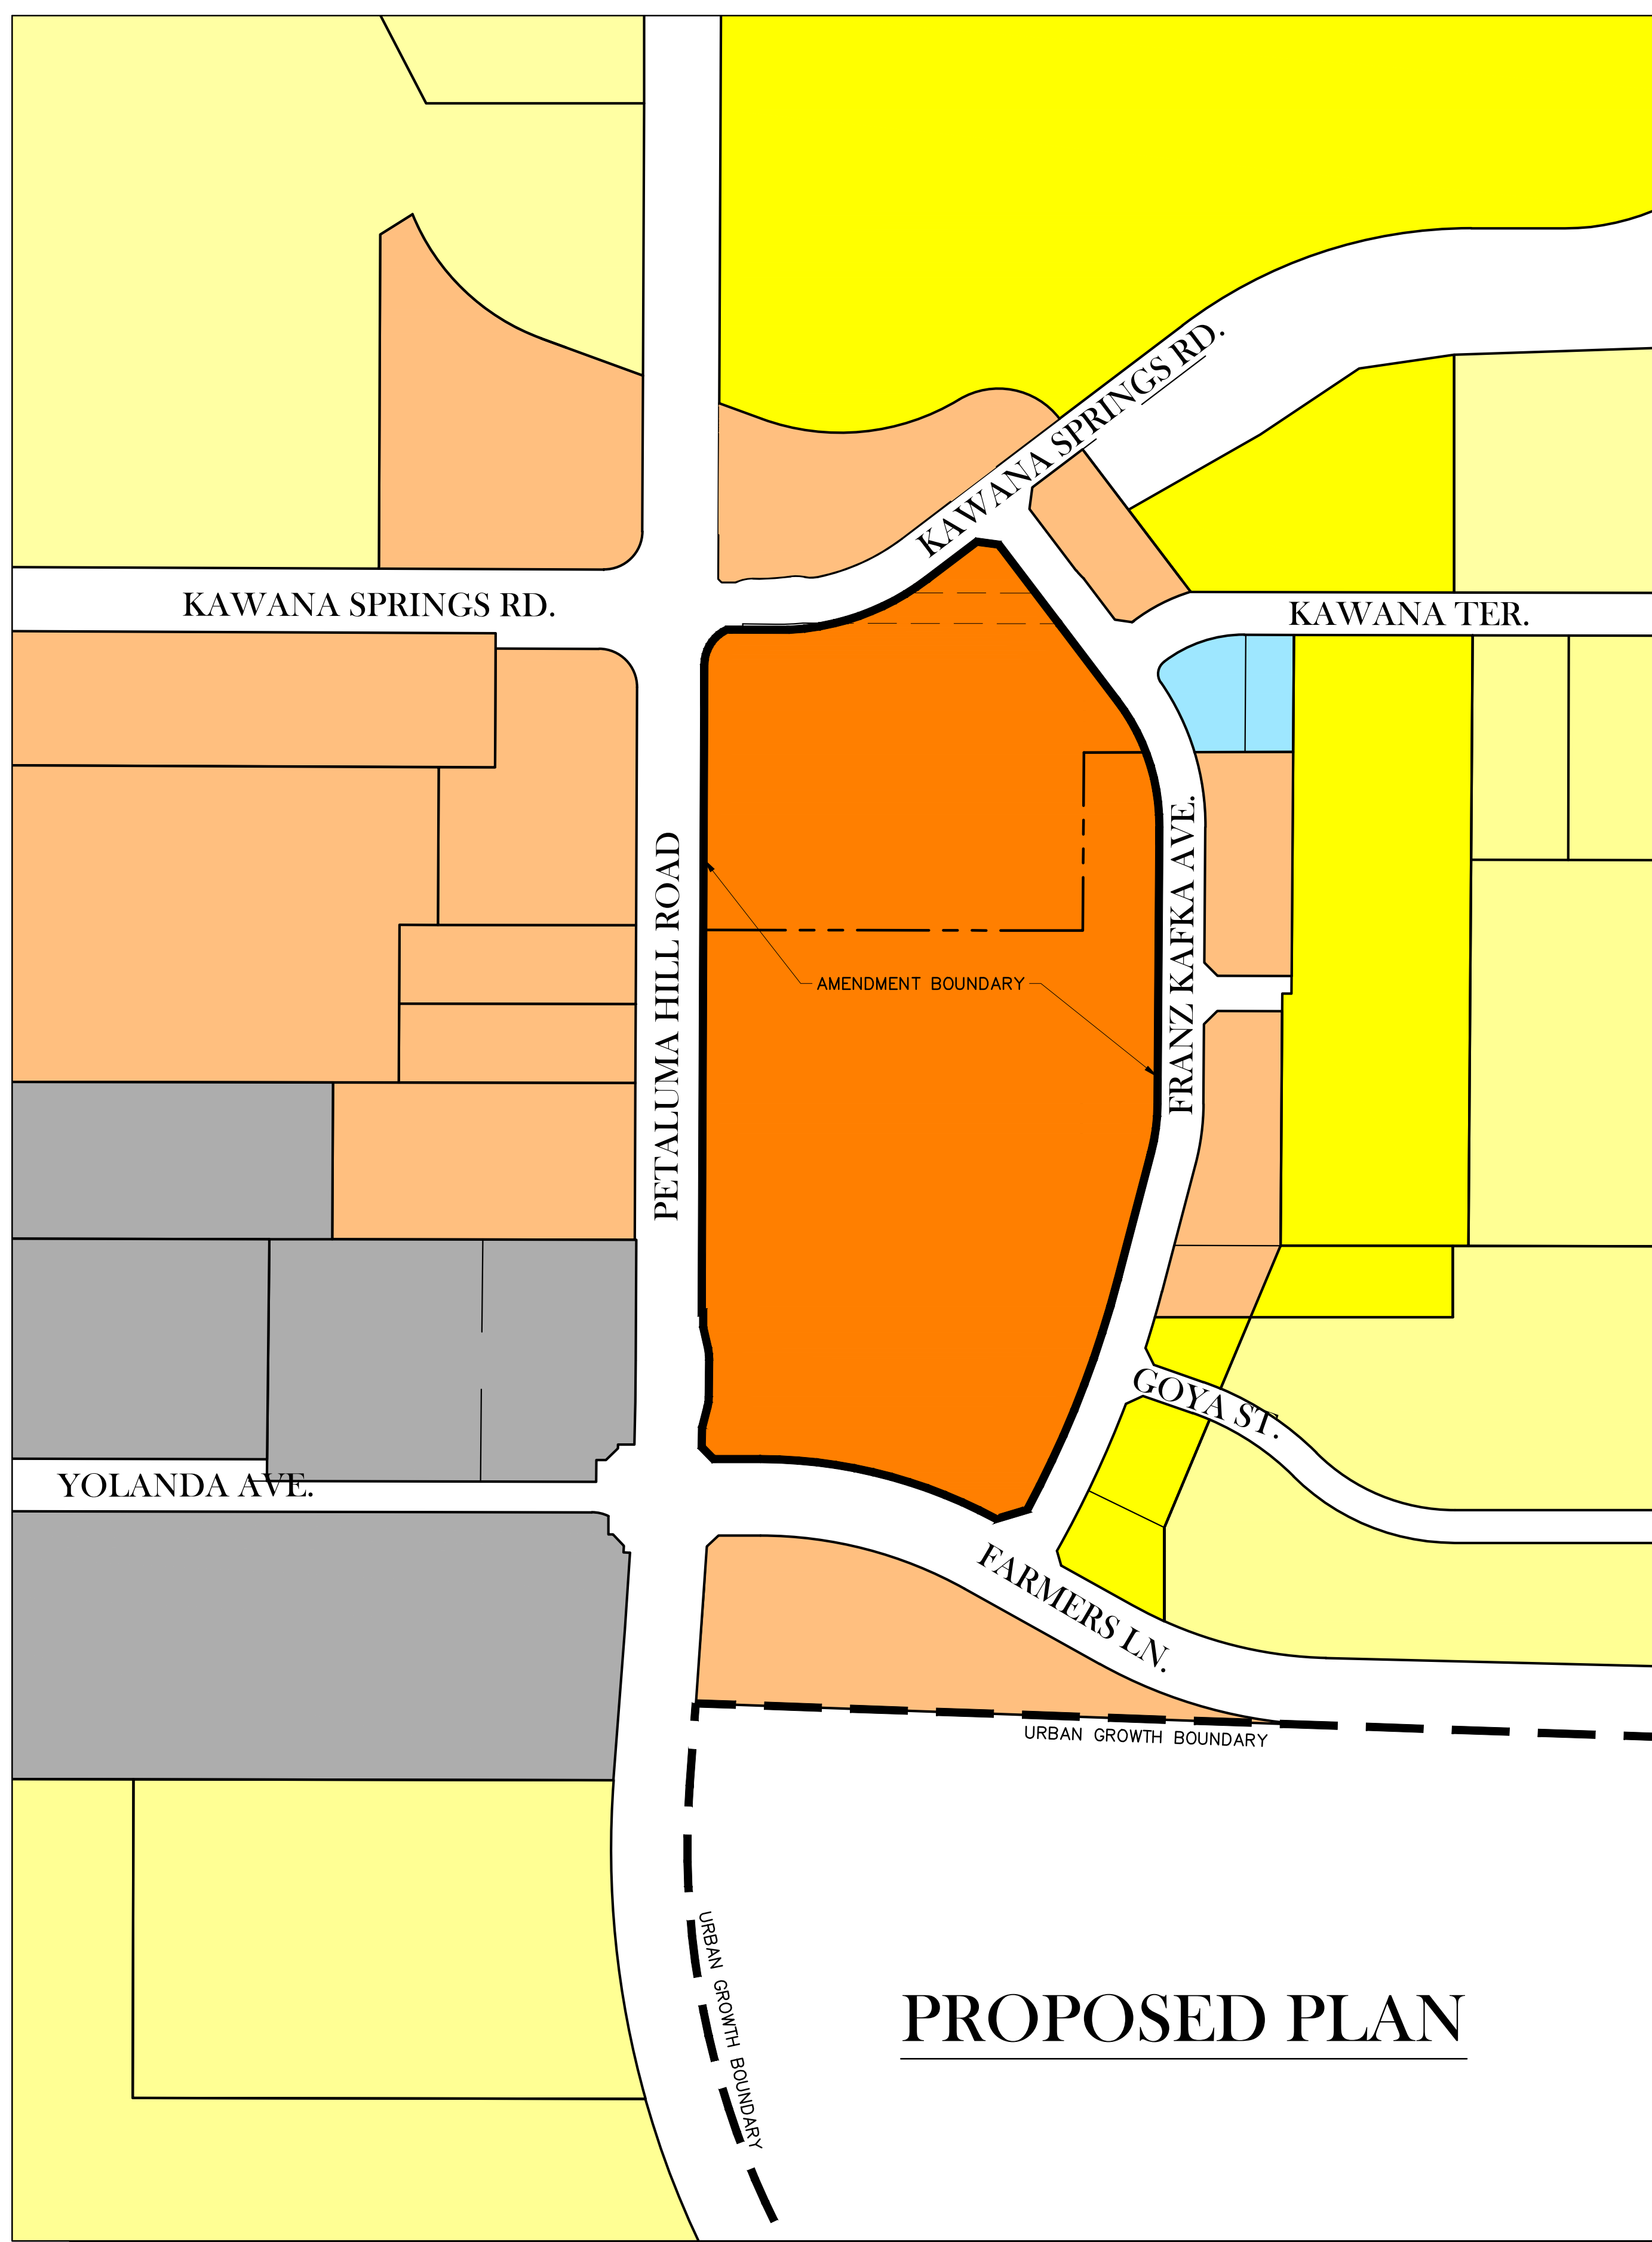 KAWANA SPRINGS RD.
KAWANA SPRINGS RD.
KAWANA TER.
PETALUMA HILL ROAD
FRANZ KAFKA AVE.
AMENDMENT BOUNDARY
GOYA ST.
YOLANDA AVE.
FARMERS LN.
URBAN GROWTH BOUNDARY
URBAN GROWTH BOUNDARY
PROPOSED PLAN